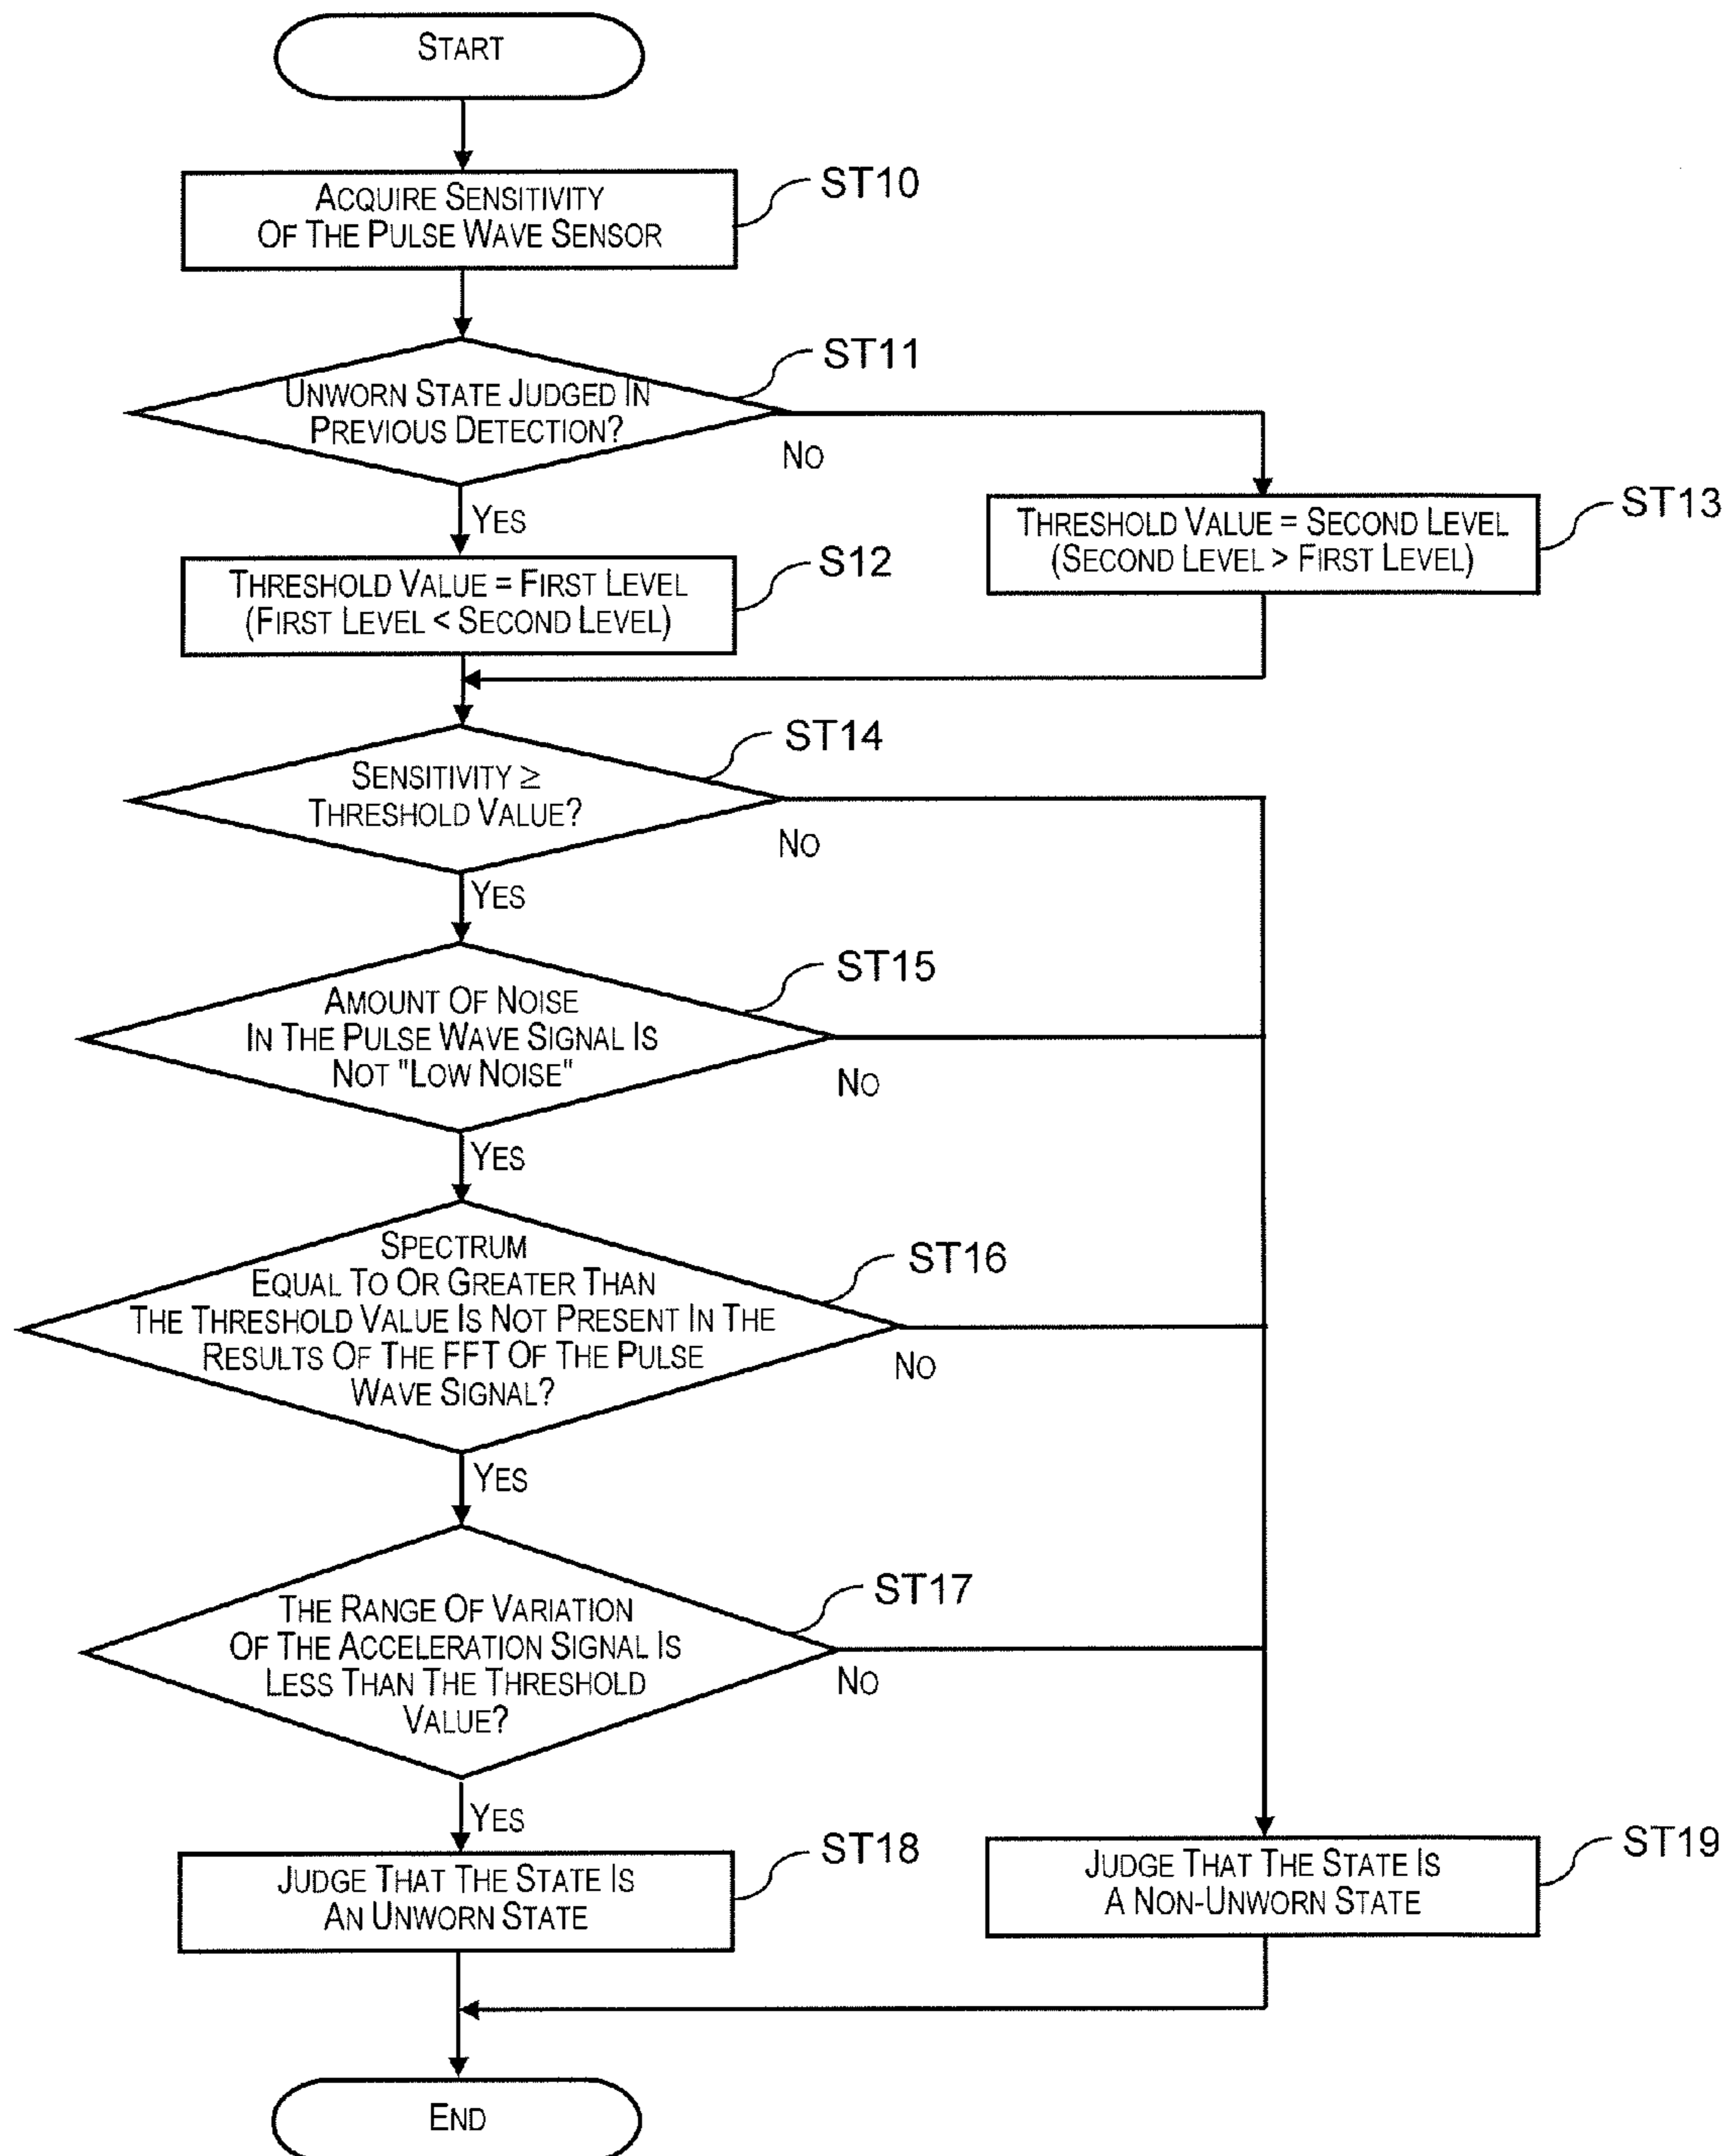 START
ACQUIRE SENSITIVITY
OF THE PULSE WAVE SENSOR
ST10
UNWORN STATE JUDGED IN
PREVIOUS DETECTION?
ST11
NO
YES
THRESHOLD VALUE = FIRST LEVEL
(FIRST LEVEL < SECOND LEVEL)
S12
THRESHOLD VALUE = SECOND LEVEL
(SECOND LEVEL > FIRST LEVEL)
ST13
SENSITIVITY ≥
THRESHOLD VALUE?
ST14
NO
YES
AMOUNT OF NOISE
IN THE PULSE WAVE SIGNAL IS
NOT "LOW NOISE"
ST15
NO
YES
SPECTRUM
EQUAL TO OR GREATER THAN
THE THRESHOLD VALUE IS NOT PRESENT IN THE
RESULTS OF THE FFT OF THE PULSE
WAVE SIGNAL?
ST16
NO
YES
THE RANGE OF VARIATION
OF THE ACCELERATION SIGNAL IS
LESS THAN THE THRESHOLD
VALUE?
ST17
NO
YES
JUDGE THAT THE STATE IS
AN UNWORN STATE
ST18
JUDGE THAT THE STATE IS
A NON-UNWORN STATE
ST19
END